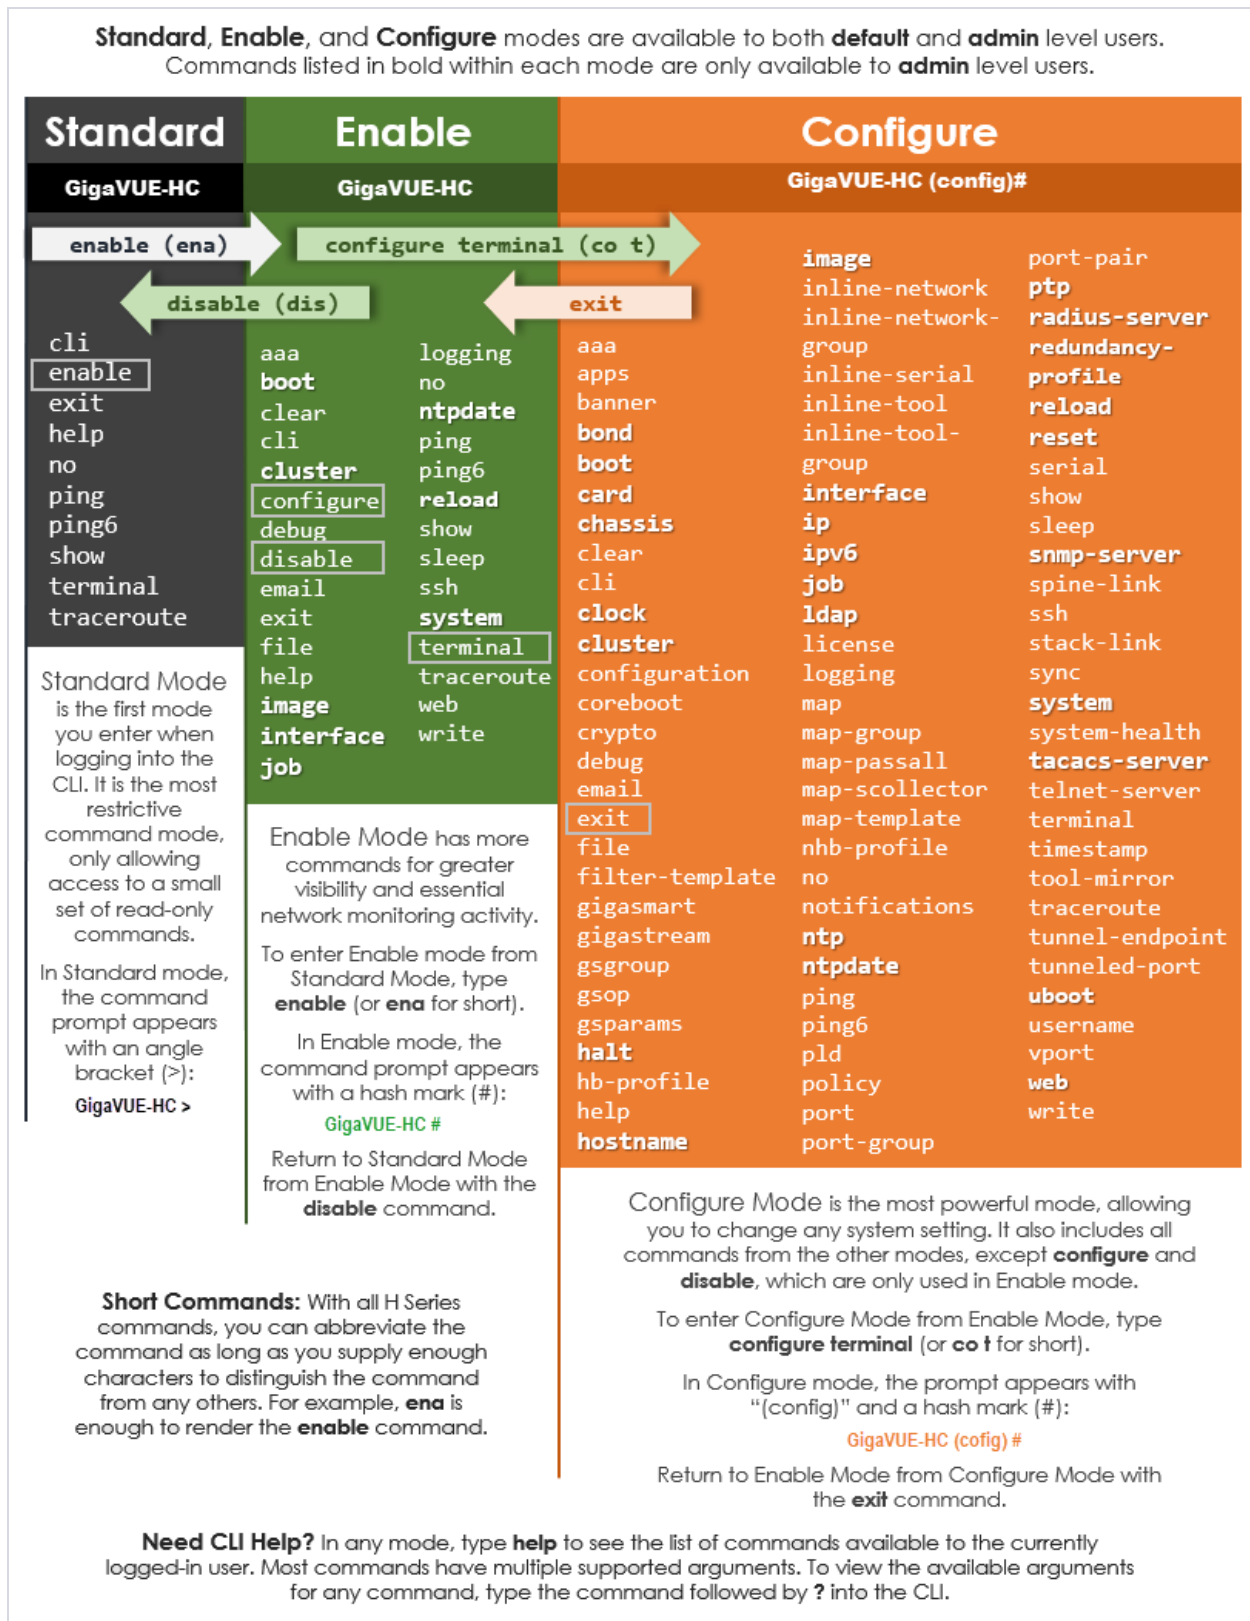 Standard, Enable, and Configure modes are available to both default and admin level users.
Commands listed in bold within each mode are only available to admin level users.
Standard
GigaVUE-HC
enable (ena)
cli
enable
exit
help
no
ping
ping6
show
terminal
traceroute
Standard Mode
is the first mode
you enter when
logging into the
CLI. It is the most
restrictive
command mode,
only allowing
access to a small
set of read-only
commands.
In Standard mode,
the command
prompt appears
with an angle
bracket (>):
GigaVUE-HC >
Enable
GigaVUE-HC
configure terminal (co t)
disable (dis)
aaa
boot
clear
cli
cluster
configure
debug
disable
email
exit
file
help
image
interface
job
logging
no
ntpdate
ping
ping6
reload
show
sleep
ssh
system
terminal
traceroute
web
write
Enable Mode has more
commands for greater
visibility and essential
network monitoring activity.
To enter Enable mode from
Standard Mode, type
enable (or ena for short).
In Enable mode, the
command prompt appears
with a hash mark (#):
GigaVUE-HC #
Return to Standard Mode
from Enable Mode with the
disable command.
Configure
GigaVUE-HC (config)#
exit
aaa
apps
banner
bond
boot
card
chassis
clear
cli
clock
cluster
configuration
coreboot
crypto
debug
email
exit
file
filter-template
gigasmart
gigastream
gsgroup
gsop
gsparams
halt
hb-profile
help
hostname
image
inline-network
inline-network-
group
inline-serial
inline-tool
inline-tool-
group
interface
ip
ipv6
job
ldap
license
logging
map
map-group
map-passall
map-scollector
map-template
nhb-profile
no
notifications
ntp
ntpdate
ping
ping6
pld
policy
port
port-group
port-pair
ptp
radius-server
redundancy-
profile
reload
reset
serial
show
sleep
snmp-server
spine-link
ssh
stack-link
sync
system
system-health
tacacs-server
telnet-server
terminal
timestamp
tool-mirror
traceroute
tunnel-endpoint
tunneled-port
uboot
username
vport
web
write
Configure Mode is the most powerful mode, allowing
you to change any system setting. It also includes all
commands from the other modes, except configure and
disable, which are only used in Enable mode.
To enter Configure Mode from Enable Mode, type
configure terminal (or co t for short).
In Configure mode, the prompt appears with
“(config)” and a hash mark (#):
GigaVUE-HC (cofig) #
Return to Enable Mode from Configure Mode with
the exit command.
Short Commands: With all H Series
commands, you can abbreviate the
command as long as you supply enough
characters to distinguish the command
from any others. For example, ena is
enough to render the enable command.
Need CLI Help? In any mode, type help to see the list of commands available to the currently
logged-in user. Most commands have multiple supported arguments. To view the available arguments
for any command, type the command followed by ? into the CLI.